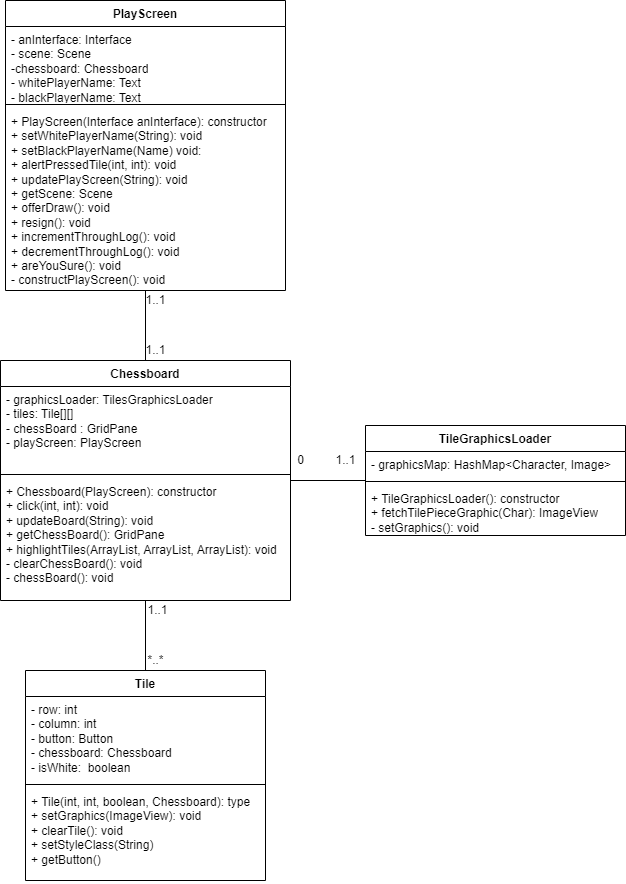 PlayScreen
- anInterface: Interface
- scene: Scene
-chessboard: Chessboard
- whitePlayerName: Text
- blackPlayerName: Text
+ PlayScreen(Interface anInterface): constructor
+ setWhitePlayerName(String): void
+ setBlackPlayerName(Name) void:
+ alertPressedTile(int, int): void
+ updatePlayScreen(String): void
+ getScene: Scene
+ offerDraw(): void
+ resign(): void
+ incrementThroughLog(): void
+ decrementThroughLog(): void
+ areYouSure(): void
- constructPlayScreen(): void
1..1
1..1
Chessboard
- graphicsLoader: TilesGraphicsLoader
- tiles: Tile[][]
- chessBoard : GridPane
- playScreen: PlayScreen
+ Chessboard(PlayScreen): constructor
+ click(int, int): void
+ updateBoard(String): void
+ getChessBoard(): GridPane
+ highlightTiles(ArrayList, ArrayList, ArrayList): void
- clearChessBoard(): void
- chessBoard(): void
0
1..1
TileGraphicsLoader
- graphicsMap: HashMap<Character, Image>
+ TileGraphicsLoader(): constructor
+ fetchTilePieceGraphic(Char): ImageView
- setGraphics(): void
1..1
*..*
Tile
- row: int
- column: int
- button: Button
- chessboard: Chessboard
- isWhite:  boolean
+ Tile(int, int, boolean, Chessboard): type
+ setGraphics(ImageView): void
+ clearTile(): void
+ setStyleClass(String)
+ getButton()